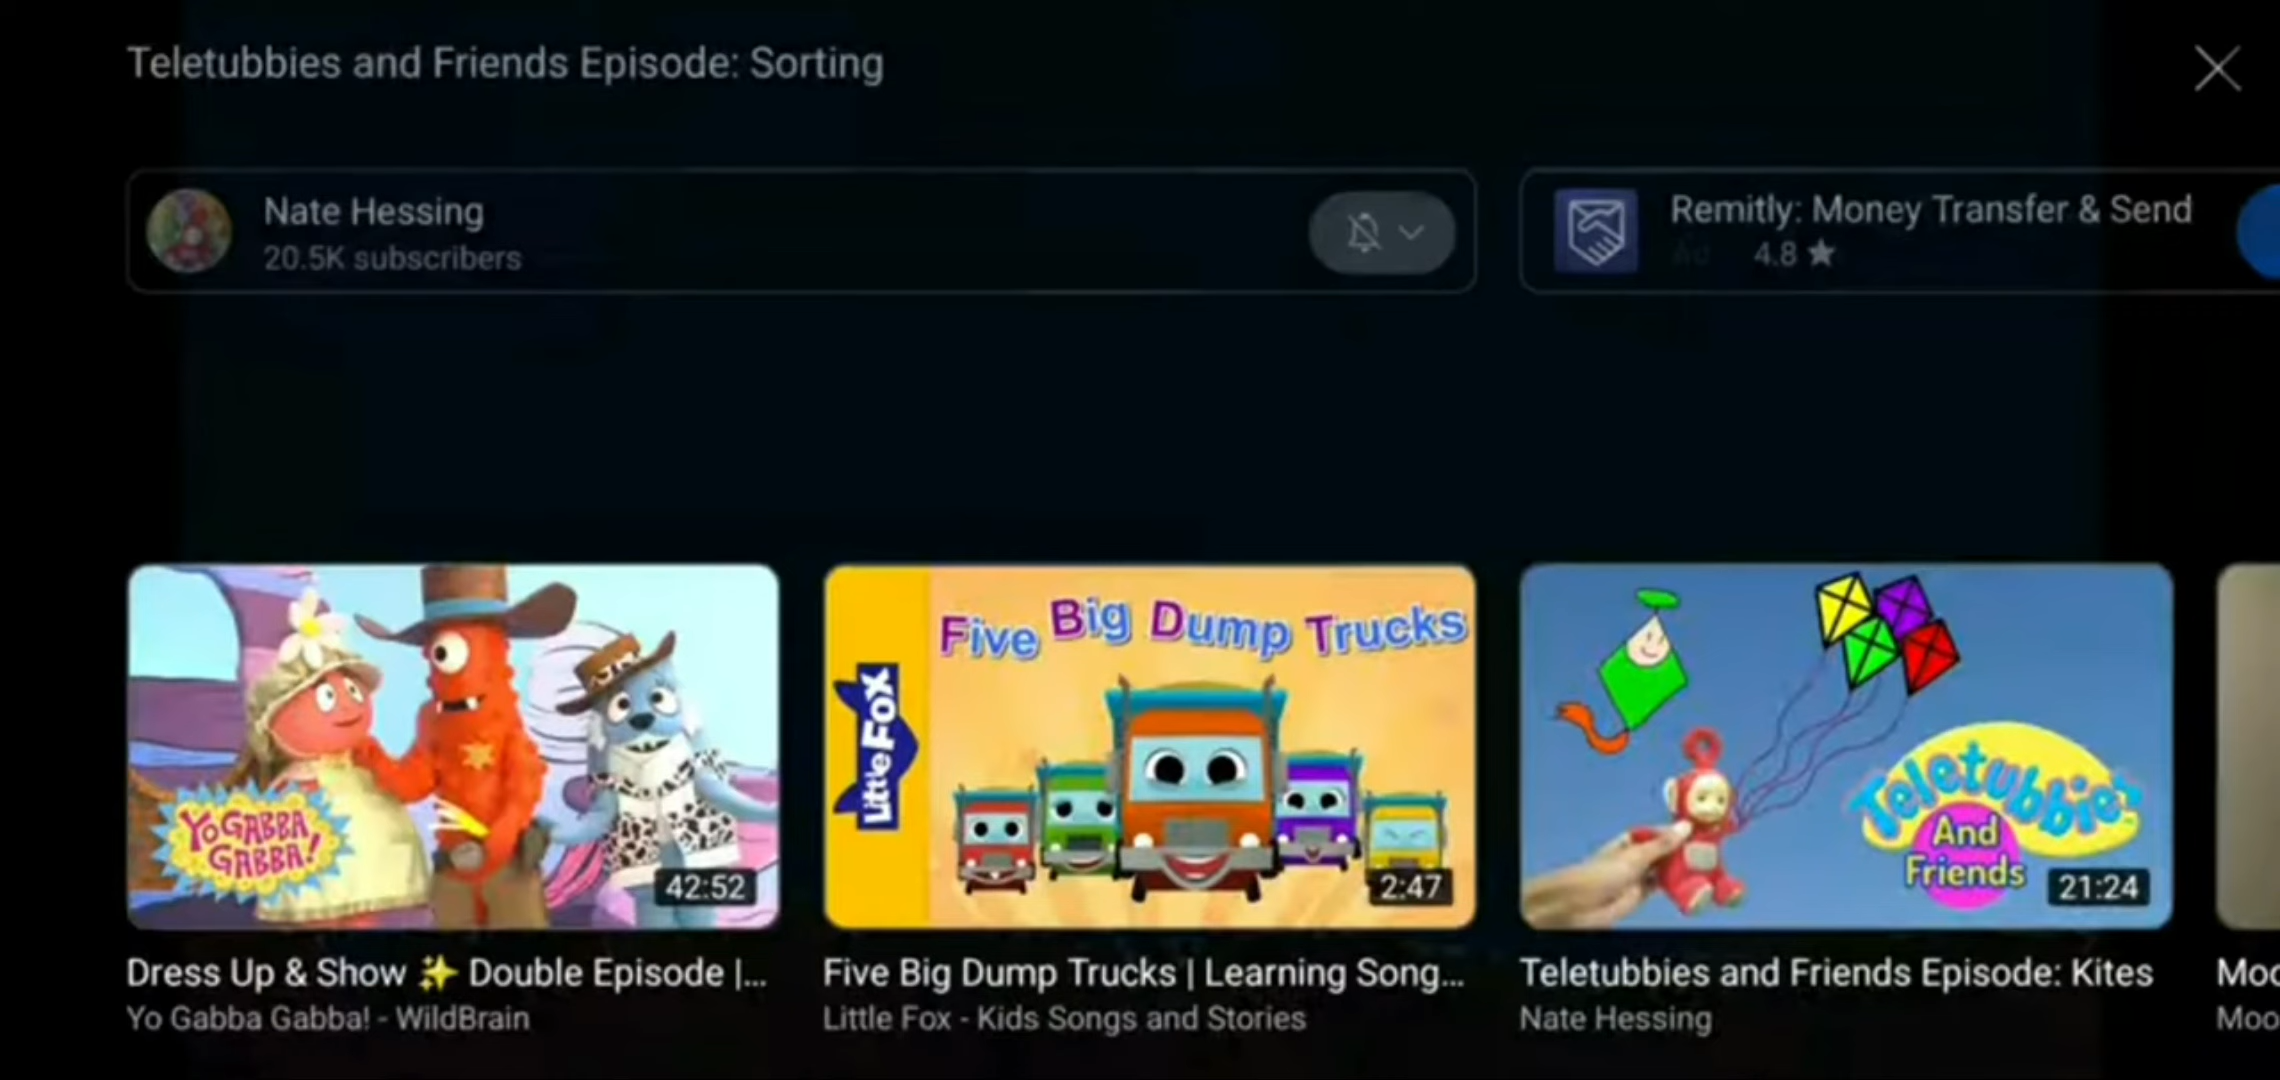 Teletubbies and Friends Episode: Sorting
Nate Hessing
20.5K subscribers
Remitly: Money Transfer & Send
Ad 4.8 ★
YO GABBA
GABBA!
42:52
Little Fox
Five Big Dump Trucks
2:47
Teletubbies
And
Friends
21:24
Dress Up & Show ✨ Double Episode |...
Yo Gabba Gabba! - WildBrain
Five Big Dump Trucks | Learning Song...
Little Fox - Kids Songs and Stories
Teletubbies and Friends Episode: Kites
Nate Hessing
Moo
Moo